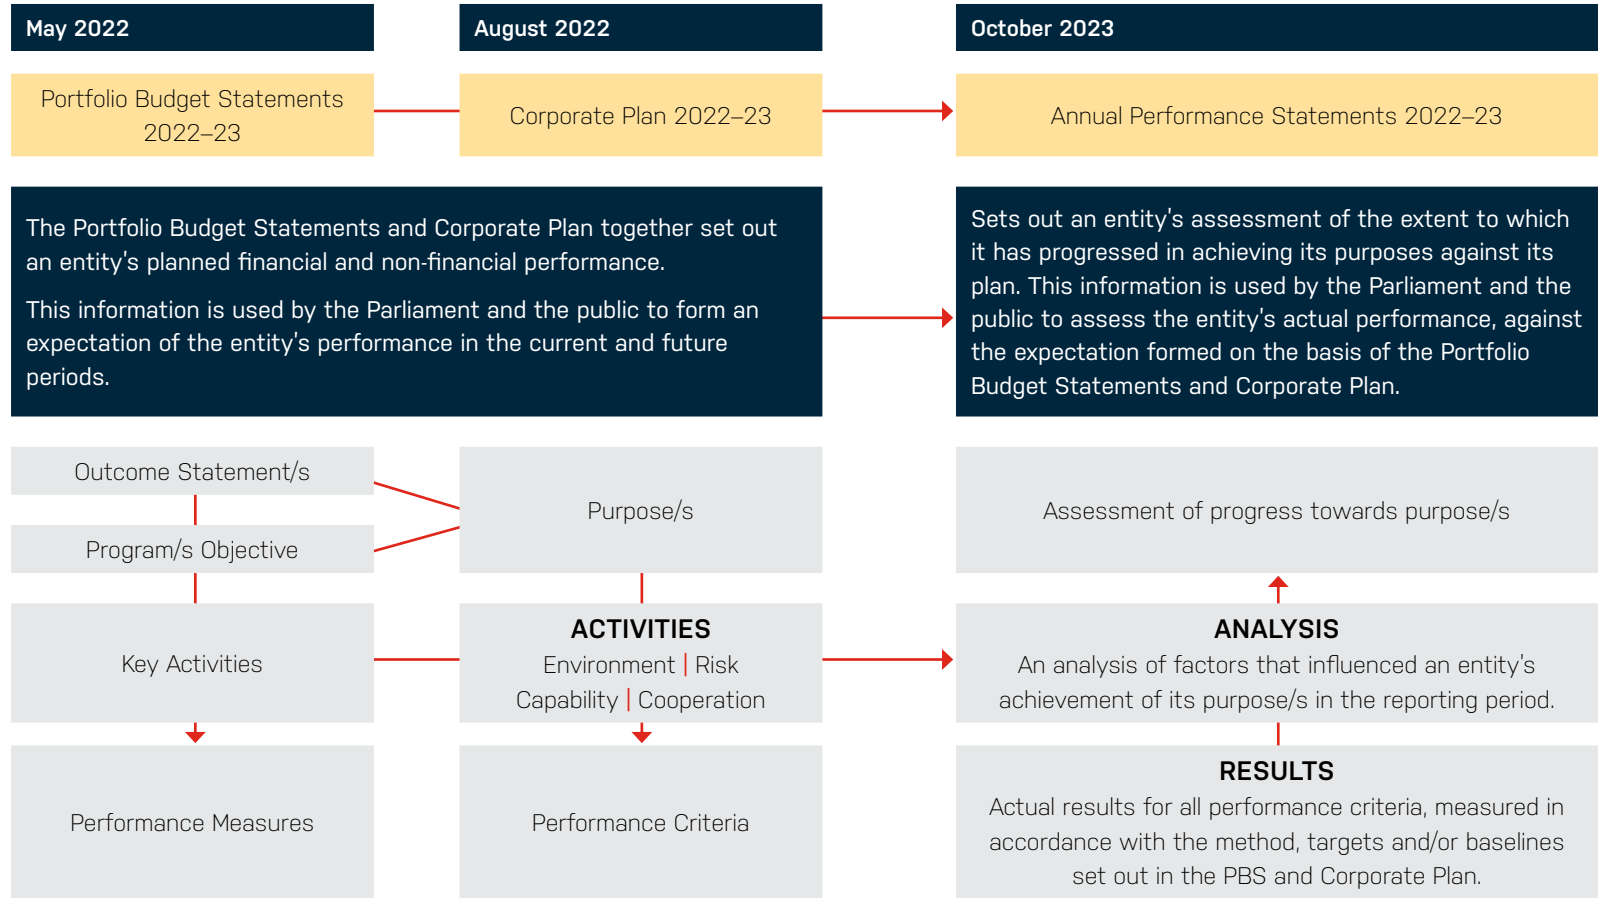 May 2022
August 2022
October 2023
Portfolio Budget Statements
2022–23
Corporate Plan 2022–23
Annual Performance Statements 2022–23
The Portfolio Budget Statements and Corporate Plan together set out
an entity's planned financial and non-financial performance.
This information is used by the Parliament and the public to form an
expectation of the entity's performance in the current and future
periods.
Sets out an entity's assessment of the extent to which
it has progressed in achieving its purposes against its
plan. This information is used by the Parliament and the
public to assess the entity's actual performance, against
the expectation formed on the basis of the Portfolio
Budget Statements and Corporate Plan.
Outcome Statement/s
Program/s Objective
Purpose/s
Assessment of progress towards purpose/s
Key Activities
ACTIVITIES
Environment | Risk
Capability | Cooperation
ANALYSIS
An analysis of factors that influenced an entity's
achievement of its purpose/s in the reporting period.
Performance Measures
Performance Criteria
RESULTS
Actual results for all performance criteria, measured in
accordance with the method, targets and/or baselines
set out in the PBS and Corporate Plan.